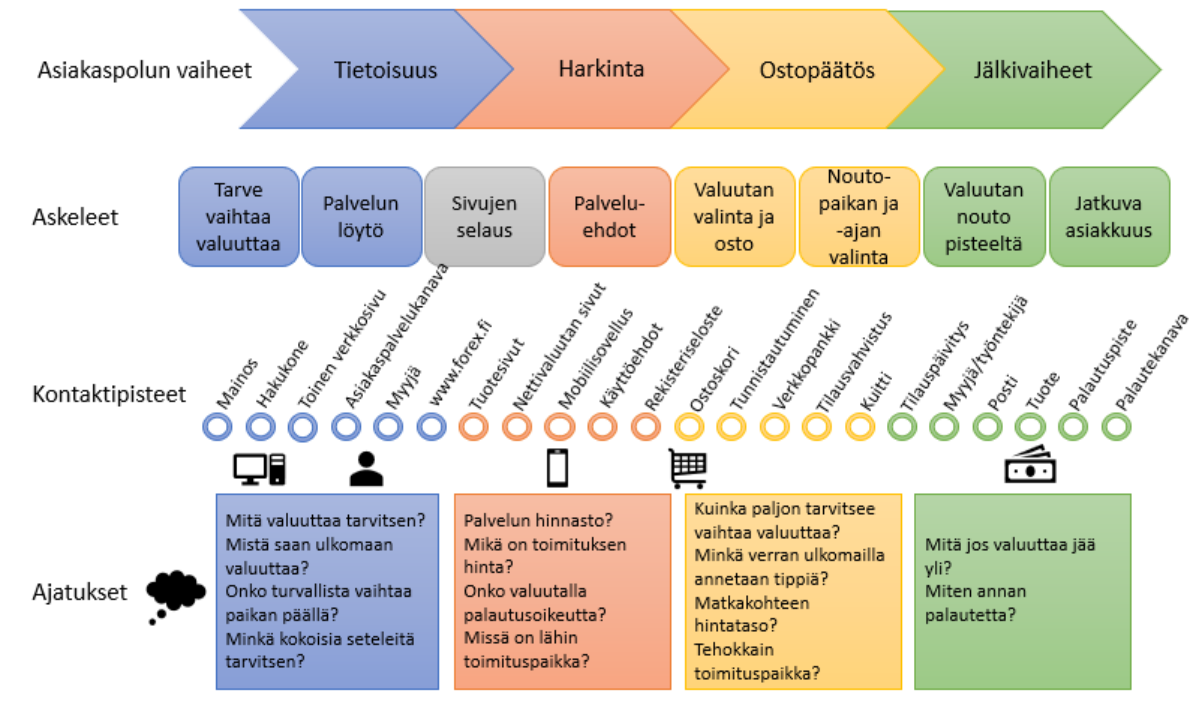 Asiakaspolun vaiheet
Tietoisuus
Harkinta
Ostopäätös
Jälkivaiheet
Askeleet
Tarve
vaihtaa
valuuttaa
Palvelun
löytö
Sivujen
selaus
Palvelu-
ehdot
Valuutan
valinta ja
osto
Nouto-
paikan ja
-ajan
valinta
Valuutan
nouto
pisteeltä
Jatkuva
asiakkuus
Kontaktipisteet
Mainos
Hakukone
Toinen verkkosivu
Asiakaspalvelukanava
Myyjä
www.forex.fi
Tuotesivut
Nettivaluutan sivut
Mobiilisovellus
Käyttöehdot
Rekisteriseloste
Ostoskori
Tunnistautuminen
Verkkopankki
Tilausvahvistus
Kuitti
Tilauspäivitys
Myyjä/työntekijä
Posti
Tuote
Palautuspiste
Palautekanava
Ajatukset
Mitä valuuttaa tarvitsen?
Mistä saan ulkomaan
valuuttaa?
Onko turvallista vaihtaa
paikan päällä?
Minkä kokoisia seteleitä
tarvitsen?
Palvelun hinnasto?
Mikä on toimituksen
hinta?
Onko valuutalla
palautusoikeutta?
Missä on lähin
toimituspaikka?
Kuinka paljon tarvitsee
vaihtaa valuuttaa?
Minkä verran ulkomailla
annetaan tippiä?
Matkakohteen
hintataso?
Tehokkain
toimituspaikka?
Mitä jos valuuttaa jää
yli?
Miten annan
palautetta?